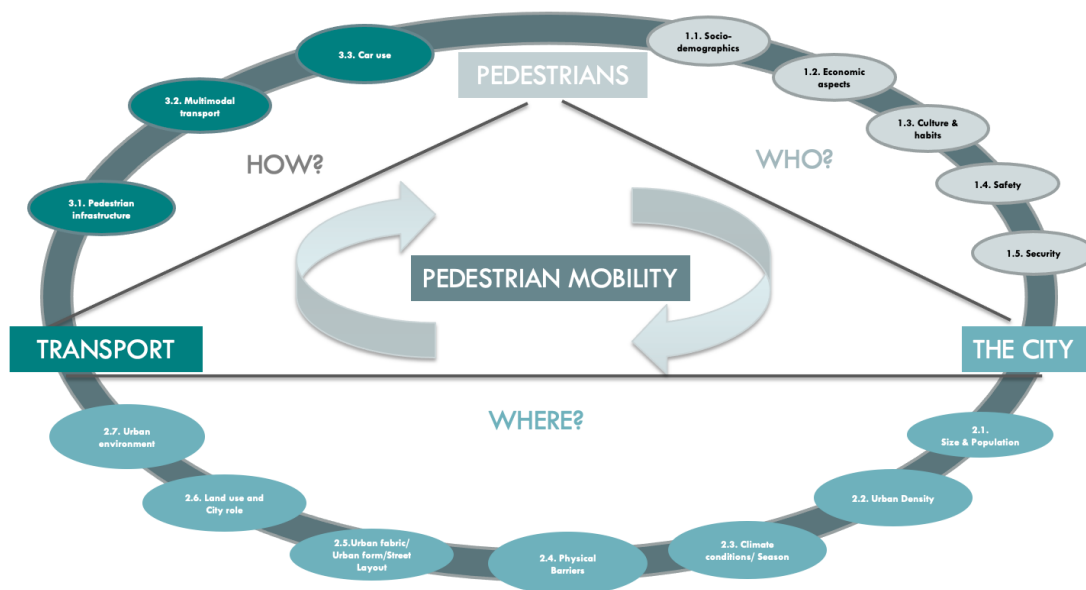 3.3. Car use
1.1. Socio-
demographics
PEDESTRIANS
1.2. Economic
aspects
3.2. Multimodal
transport
1.3. Culture &
habits
HOW?
WHO?
1.4. Safety
3.1. Pedestrian
infrastructure
1.5. Security
PEDESTRIAN MOBILITY
TRANSPORT
THE CITY
WHERE?
2.1.
Size & Population
2.7. Urban
environment
2.2. Urban Density
2.6. Land use and
City role
2.3. Climate
conditions/ Season
2.5.Urban fabric/
Urban form/Street
Layout
2.4. Physical
Barriers